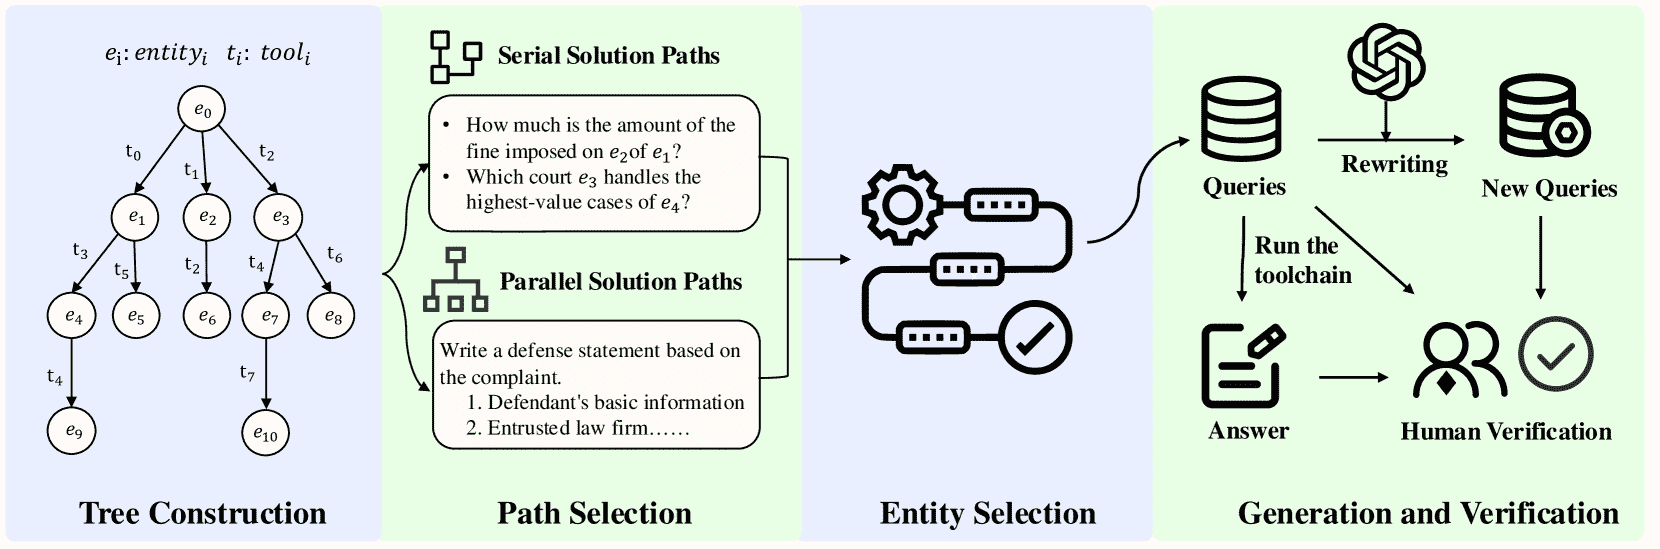 e_i: entity_i t_i: tool_i
e_0
t_0
t_1
t_2
e_1
e_2
e_3
t_3
t_5
t_2
t_4
t_6
e_4
e_5
e_6
e_7
e_8
t_4
t_7
e_9
e_10
Tree Construction
Serial Solution Paths
• How much is the amount of the
fine imposed on e_2of e_1?
• Which court e_3 handles the
highest-value cases of e_4?
Parallel Solution Paths
Write a defense statement based on
the complaint.
1. Defendant's basic information
2. Entrusted law firm……
Path Selection
Entity Selection
Queries
Rewriting
New Queries
Run the
toolchain
Answer
Human Verification
Generation and Verification